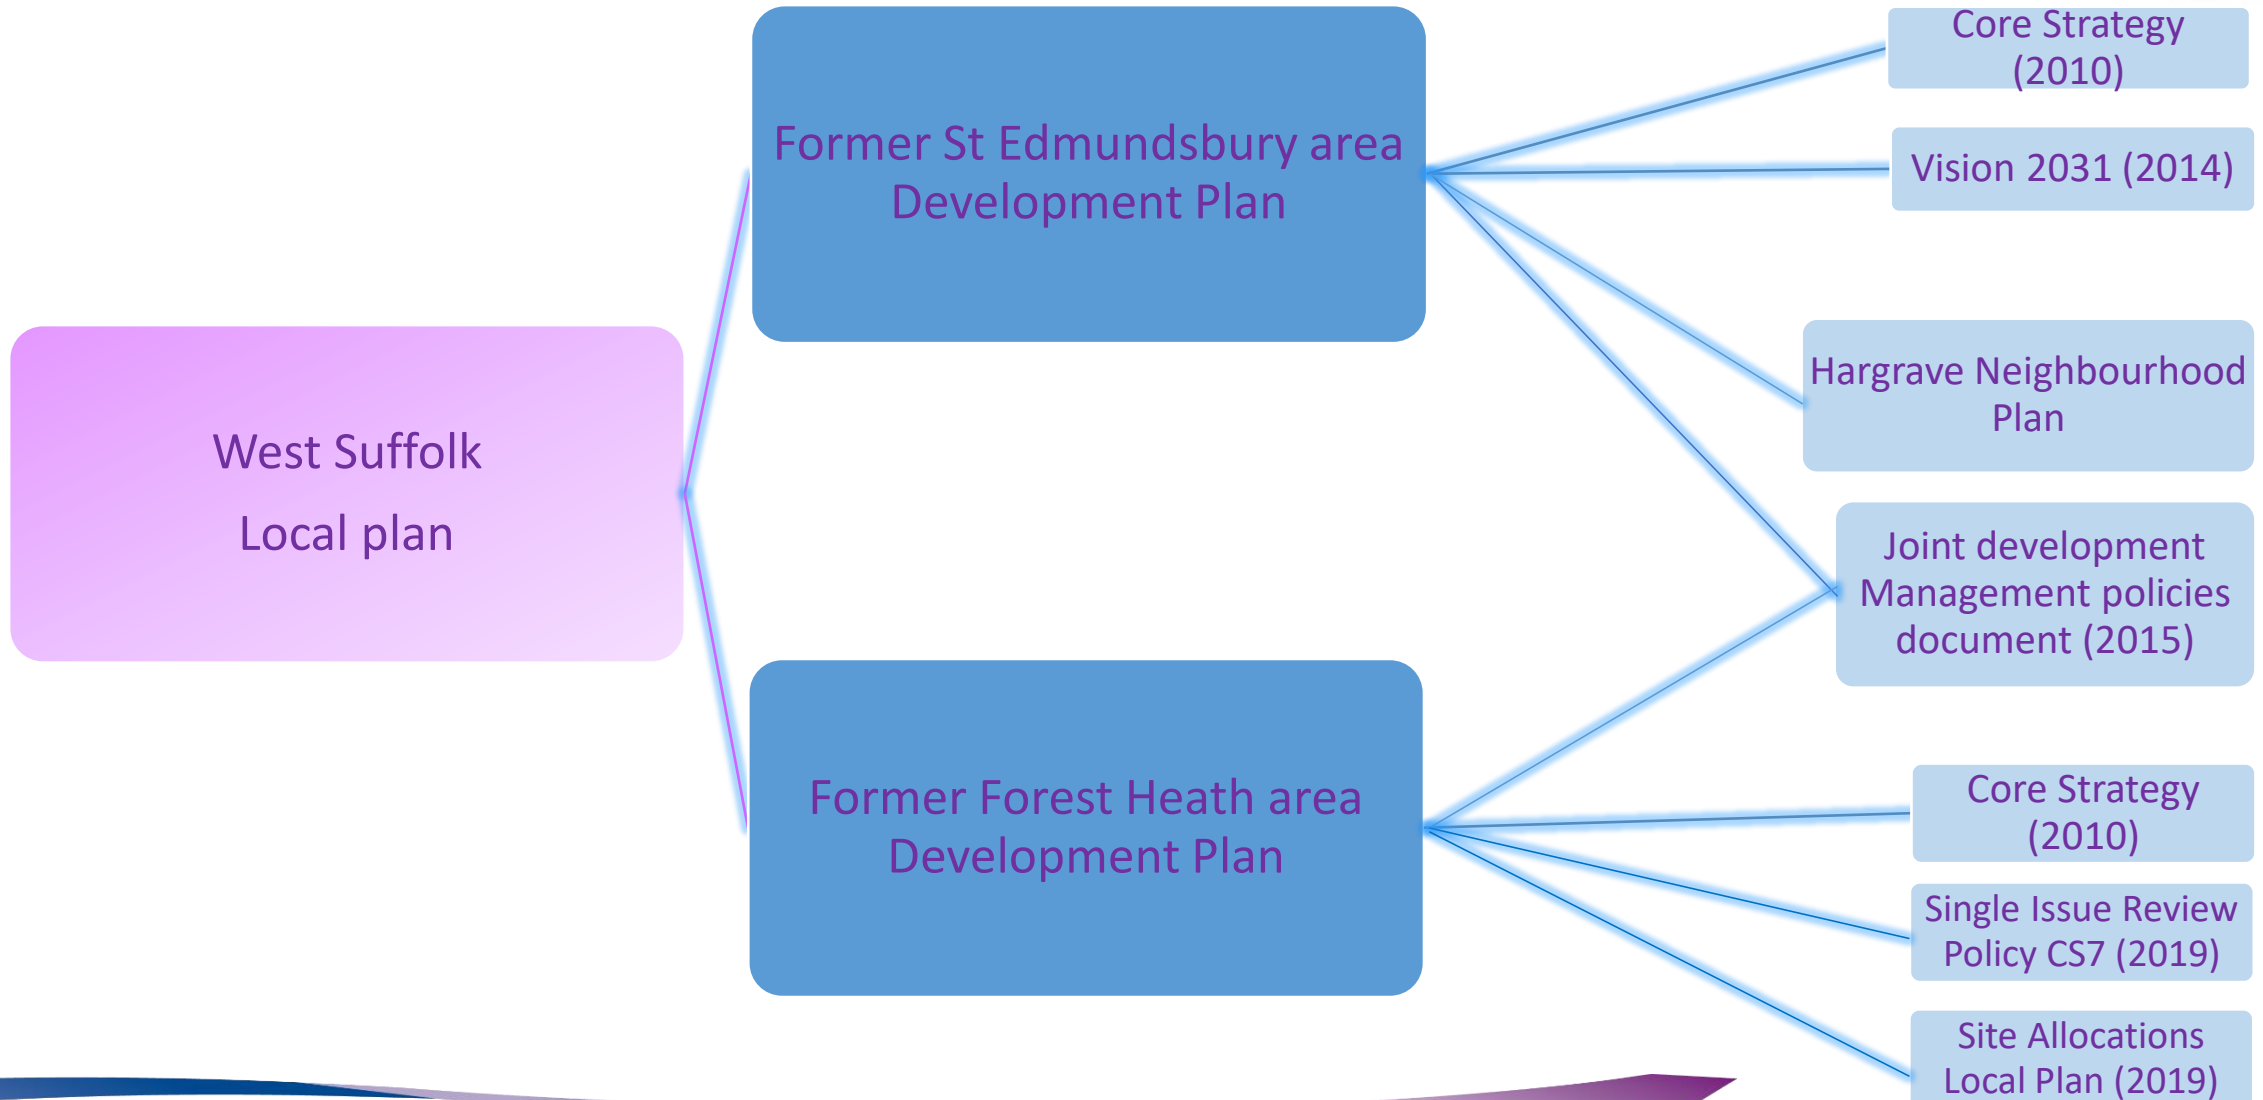 West Suffolk
Local plan
Former St Edmundsbury area
Development Plan
Former Forest Heath area
Development Plan
Core Strategy
(2010)
Vision 2031 (2014)
Hargrave Neighbourhood
Plan
Joint development
Management policies
document (2015)
Core Strategy
(2010)
Single Issue Review
Policy CS7 (2019)
Site Allocations
Local Plan (2019)